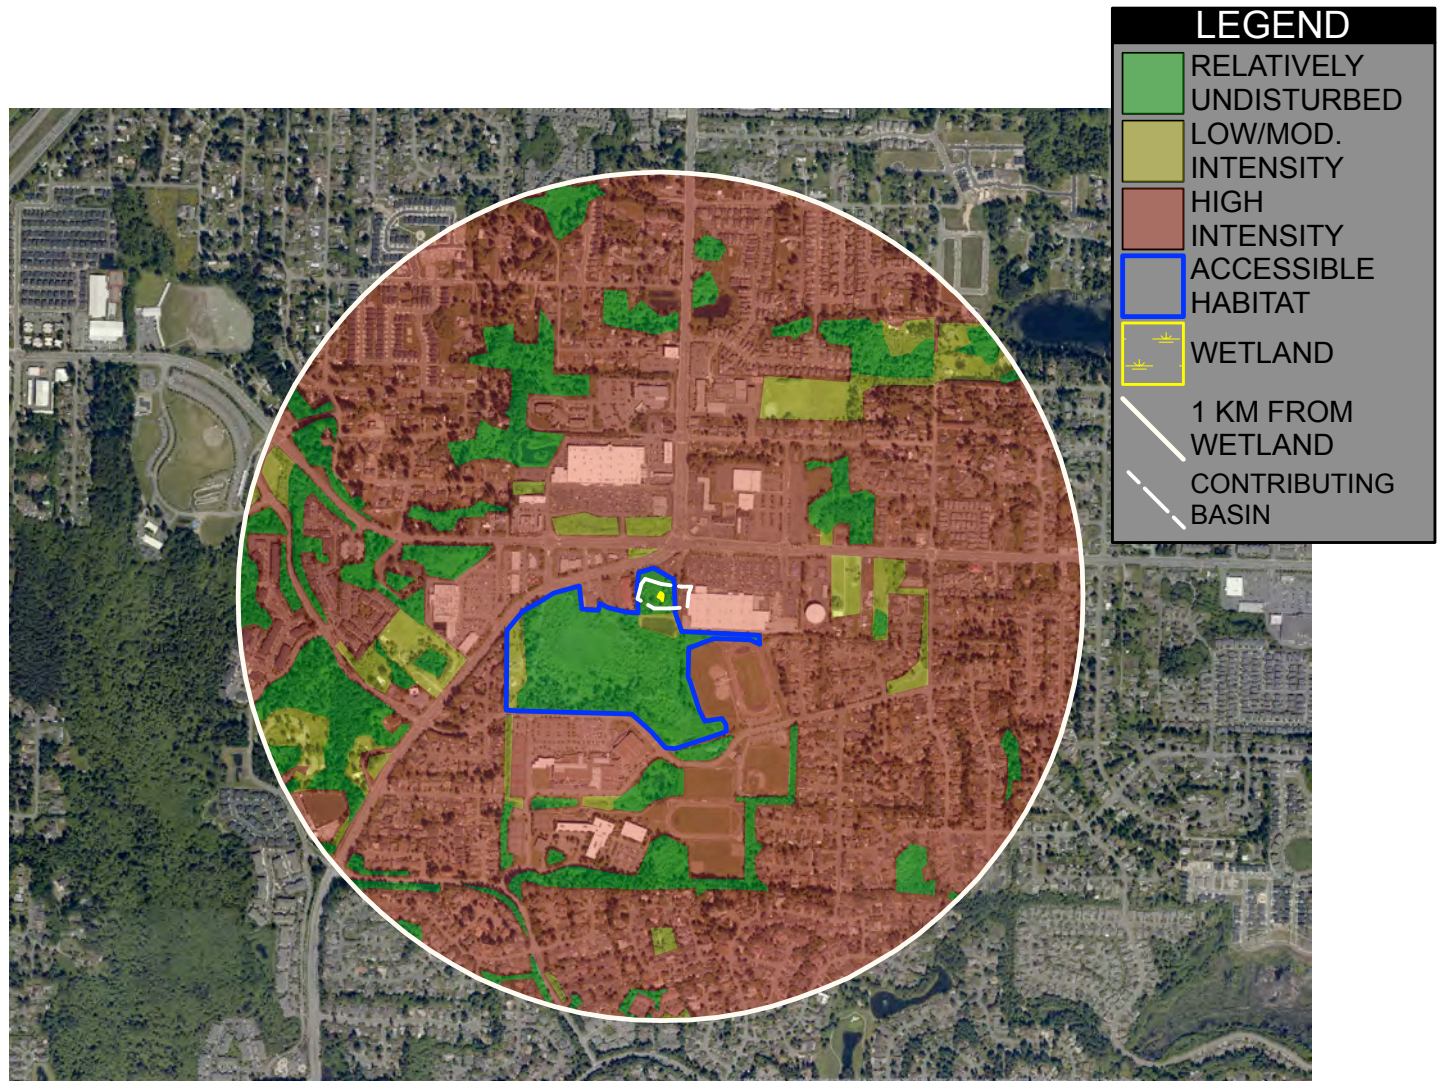 LEGEND
RELATIVELY
UNDISTURBED
LOW/MOD.
INTENSITY
HIGH
INTENSITY
ACCESSIBLE
HABITAT
WETLAND
1 KM FROM
WETLAND
CONTRIBUTING
BASIN